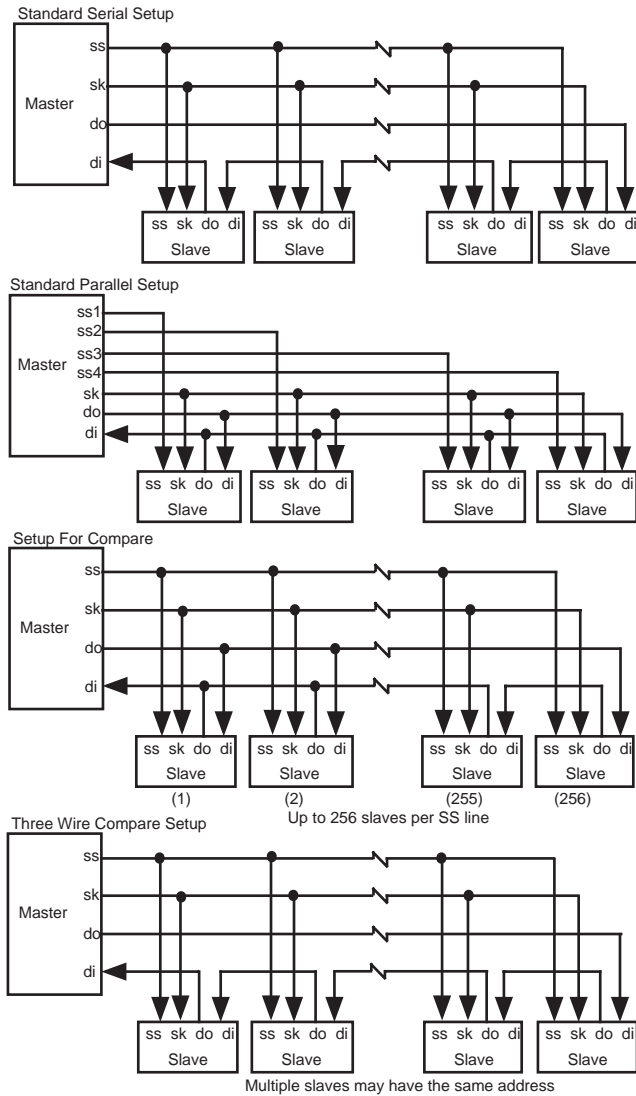 Standard Serial Setup
ss
sk
Master
do
di
ss sk do di ss sk do di ss sk do di ss sk do di
Slave Slave Slave Slave
Standard Parallel Setup
ss1
ss2
ss3
Master
ss4
sk
do
di
ss sk do di ss sk do di ss sk do di ss sk do di
Slave Slave Slave Slave
Setup For Compare
ss
sk
Master
do
di
ss sk do di ss sk do di ss sk do di ss sk do di
Slave Slave Slave Slave
(1) (2) (255) (256)
Up to 256 slaves per SS line
Three Wire Compare Setup
ss
sk
Master
do
di
ss sk do di ss sk do di ss sk do di ss sk do di
Slave Slave Slave Slave
Multiple slaves may have the same address